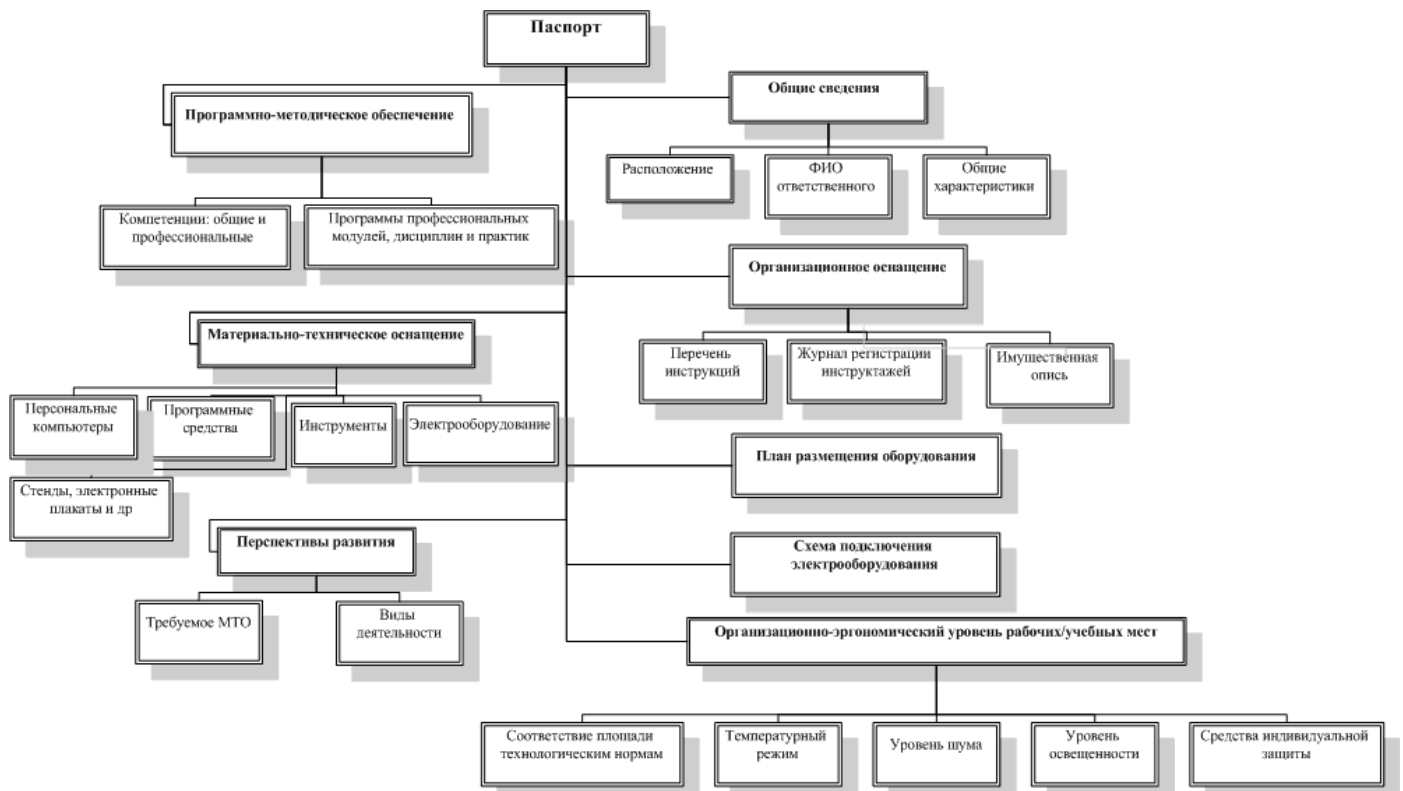 Паспорт
Общие сведения
Программно-методическое обеспечение
Расположение
ФИО
ответственного
Общие
характеристики
Компетенции: общие и
профессиональные
Программы профессиональных
модулей, дисциплин и практик
Организационное оснащение
Материально-техническое оснащение
Перечень
инструкций
Журнал регистрации
инструктажей
Имущественная
опись
Персональные
компьютеры
Программные
средства
Инструменты
Электрооборудование
План размещения оборудования
Стенды, электронные
плакаты и др
Перспективы развития
Схема подключения
электрооборудования
Требуемое МТО
Виды
деятельности
Организационно-эргономический уровень рабочих/учебных мест
Соответствие площади
технологическим нормам
Температурный
режим
Уровень шума
Уровень
освещенности
Средства индивидуальной
защиты